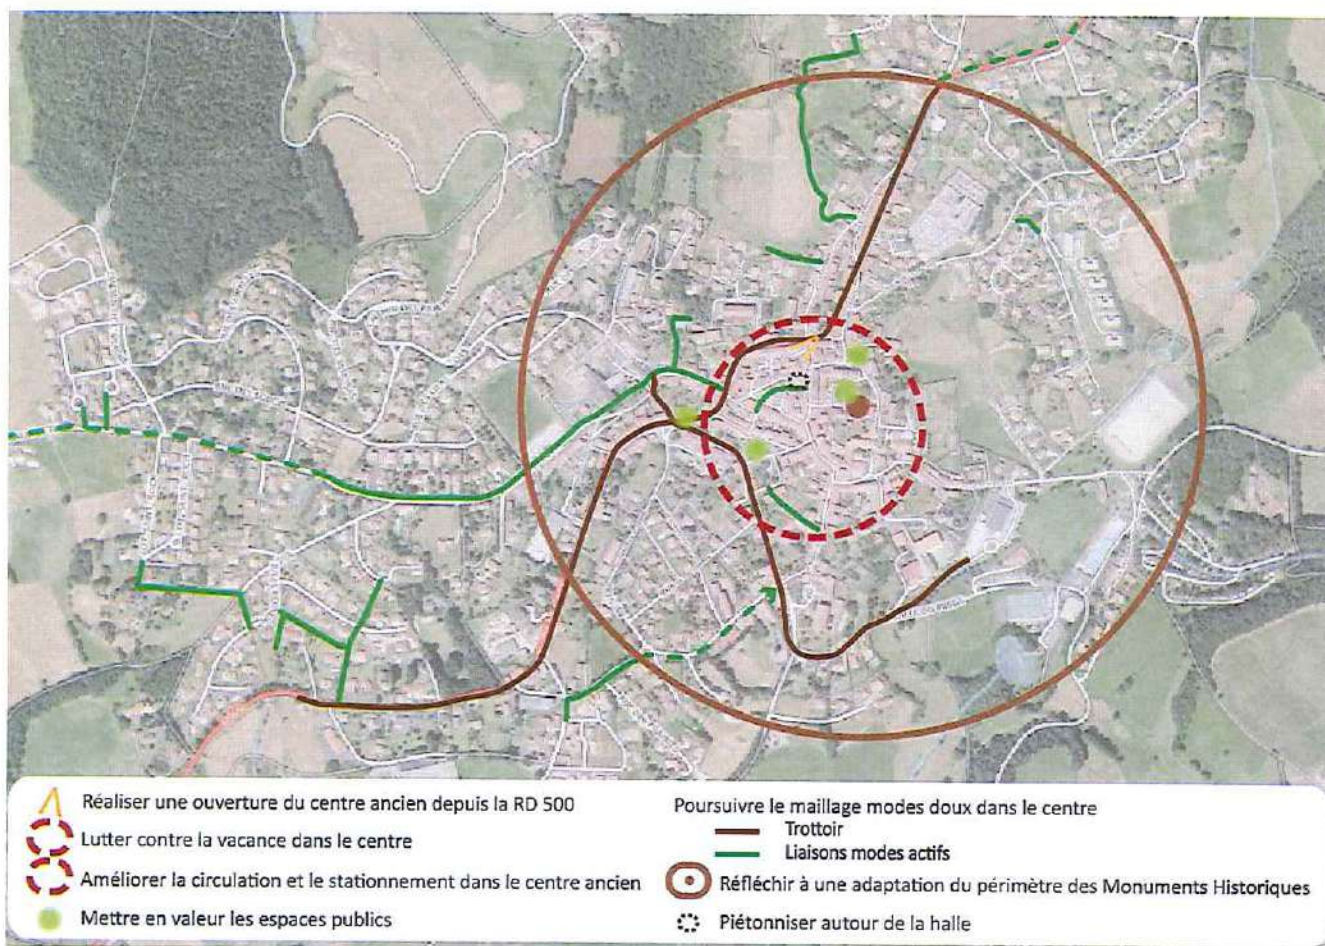 Réaliser une ouverture du centre ancien depuis la RD 500
Lutter contre la vacance dans le centre
Améliorer la circulation et le stationnement dans le centre ancien
Mettre en valeur les espaces publics
Poursuivre le maillage modes doux dans le centre
Trottoir
Liaisons modes actifs
Réfléchir à une adaptation du périmètre des Monuments Historiques
Piétonniser autour de la halle